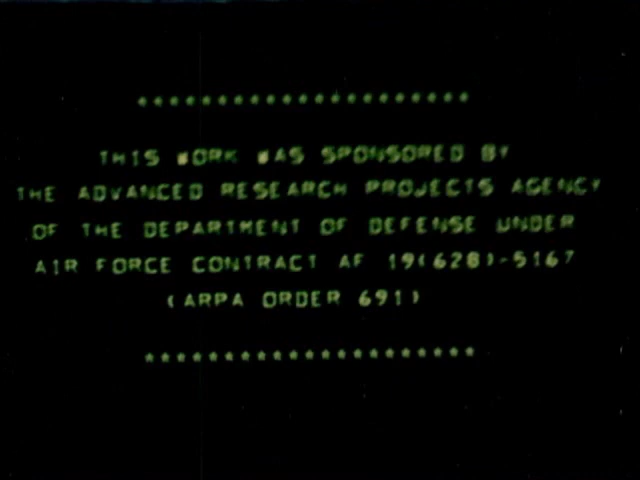 *********************
THIS WORK WAS SPONSORED BY
THE ADVANCED RESEARCH PROJECTS AGENCY
OF THE DEPARTMENT OF DEFENSE UNDER
AIR FORCE CONTRACT AF 19(628)-5167
(ARPA ORDER 691)
*********************